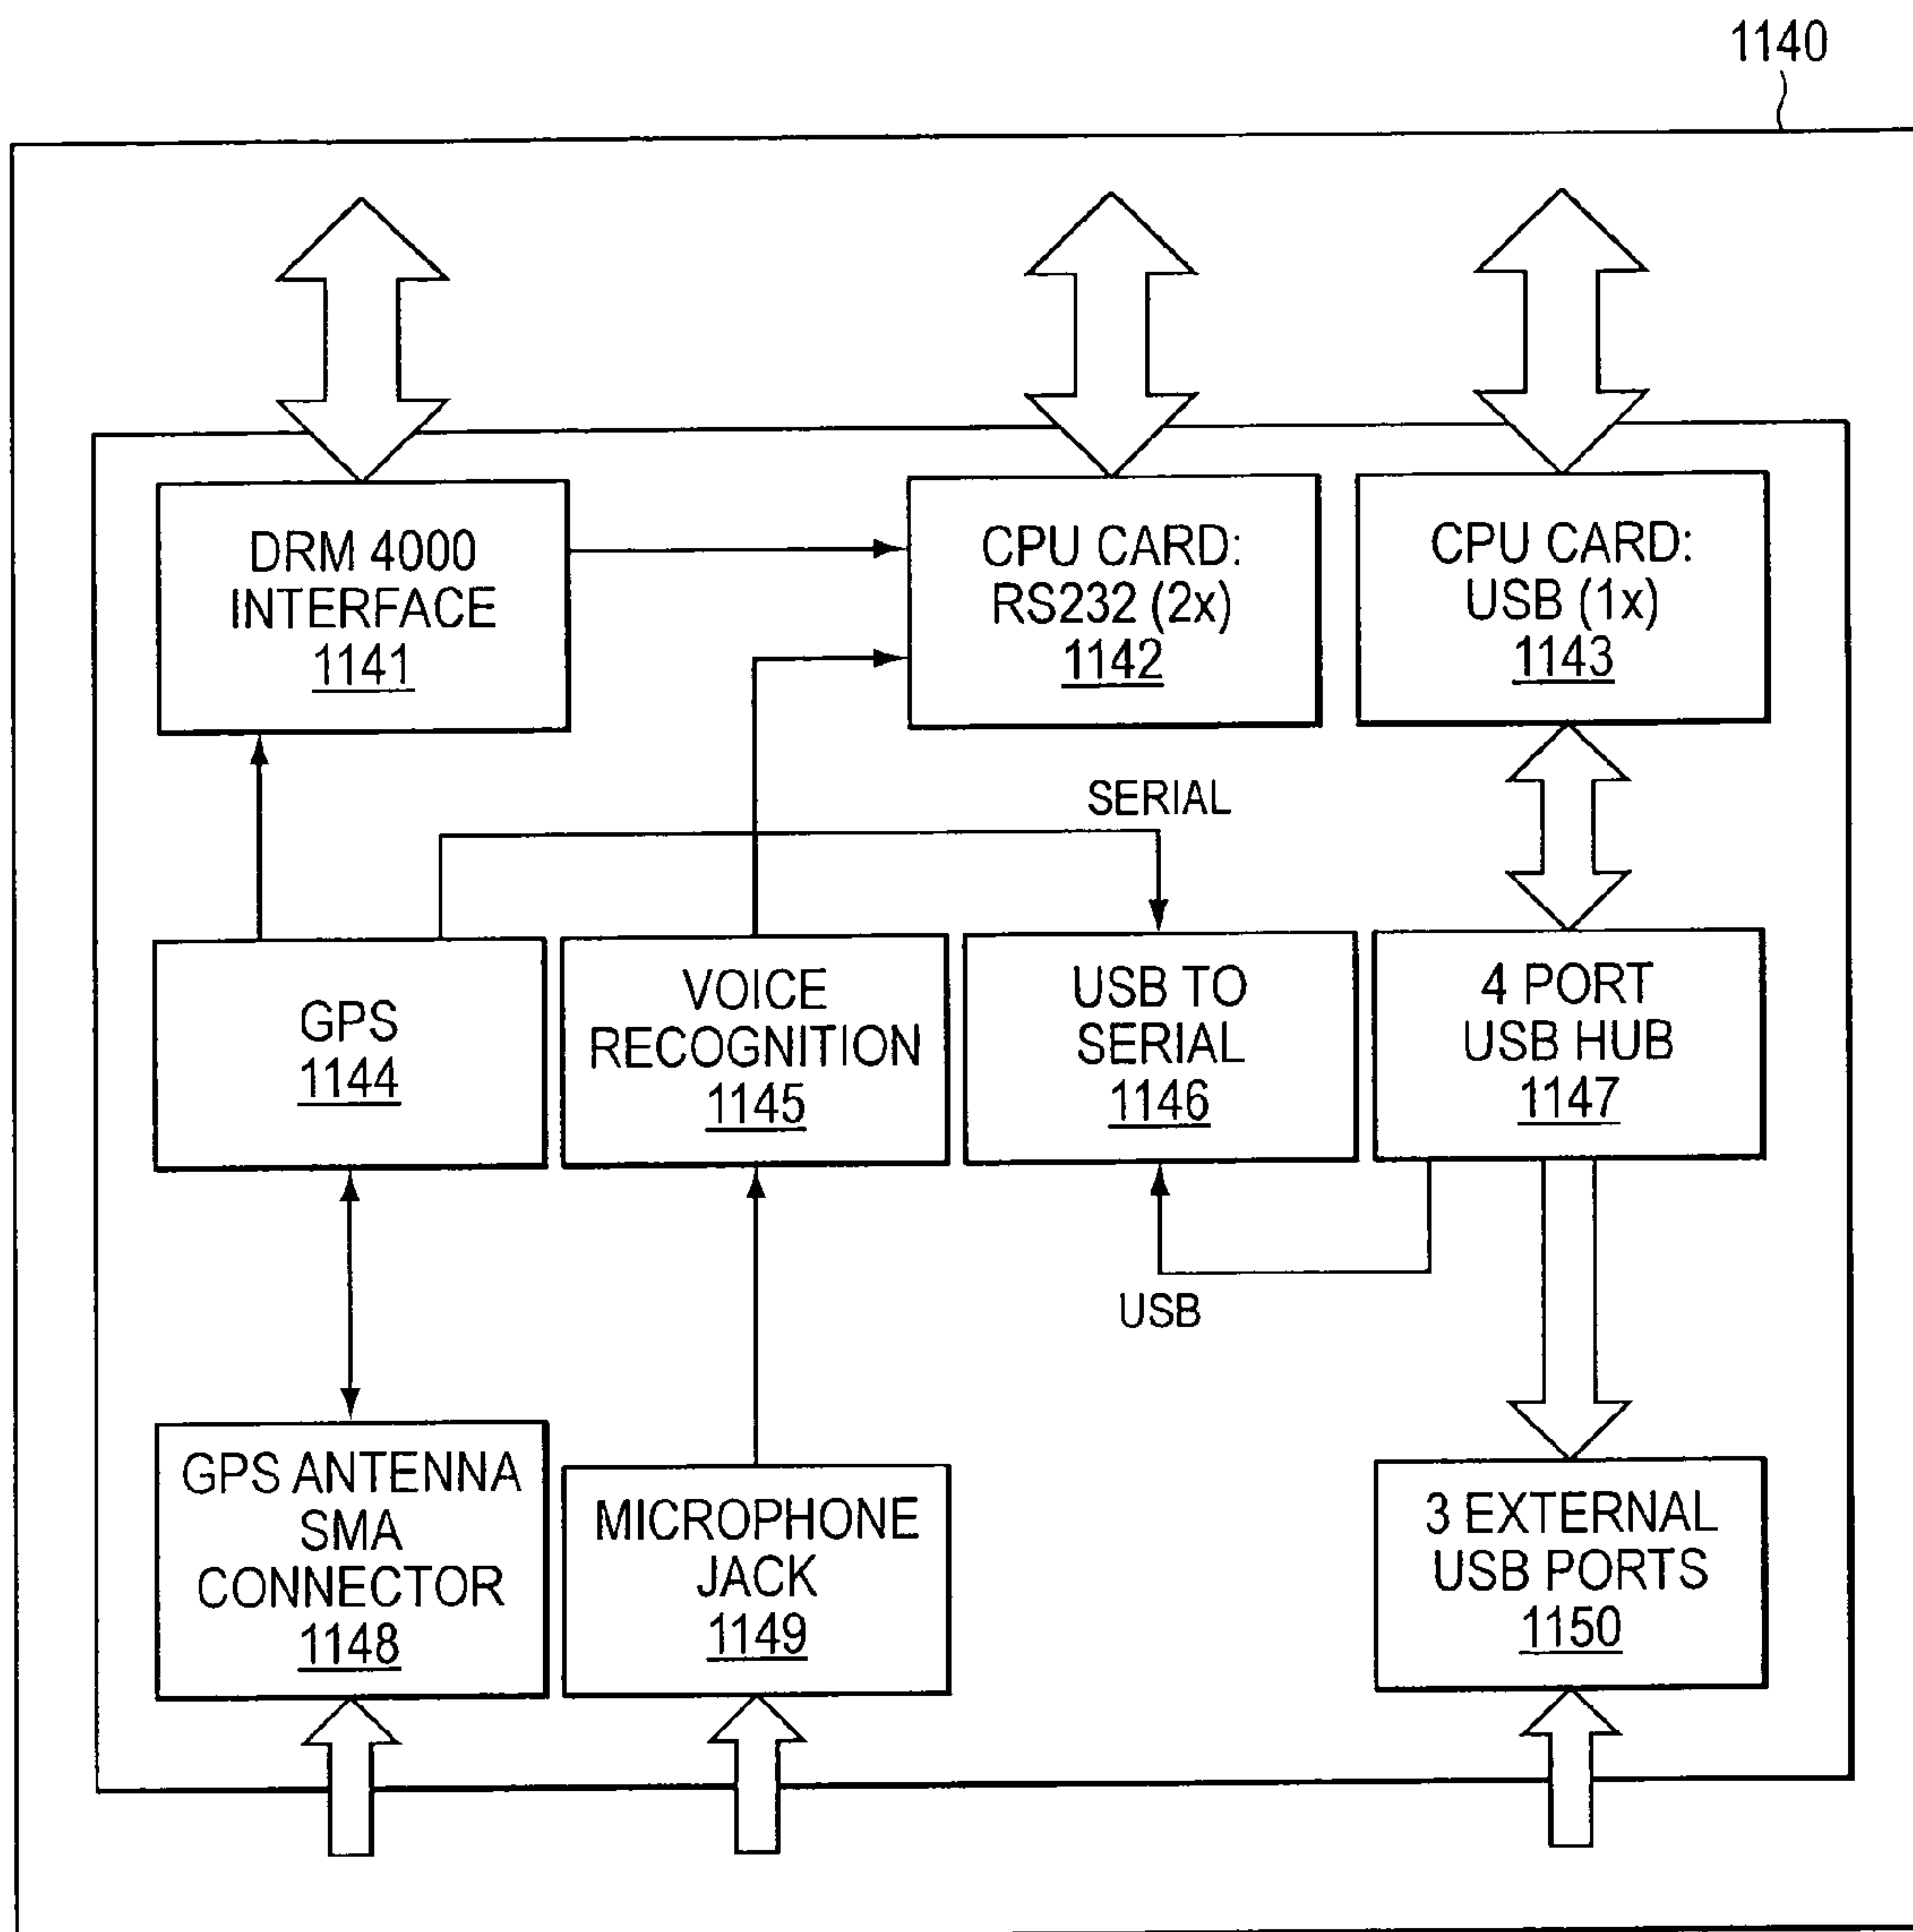 1140
DRM 4000
INTERFACE
1141
CPU CARD:
RS232 (2x)
1142
CPU CARD:
USB (1x)
1143
SERIAL
GPS
1144
VOICE
RECOGNITION
1145
USB TO
SERIAL
1146
4 PORT
USB HUB
1147
USB
GPS ANTENNA
SMA
CONNECTOR
1148
MICROPHONE
JACK
1149
3 EXTERNAL
USB PORTS
1150